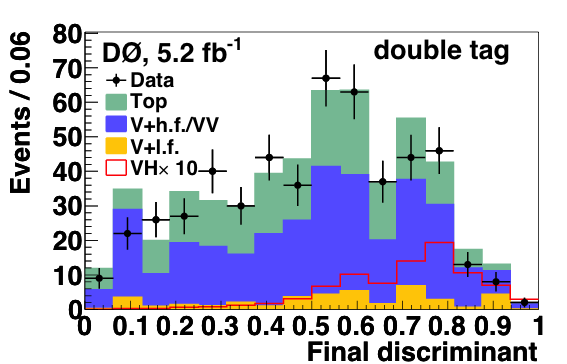 Events / 0.06
80
70
60
50
40
30
20
10
0
DØ, 5.2 fb-1
double tag
Data
Top
V+h.f./VV
V+l.f.
VH× 10
0 0.1 0.2 0.3 0.4 0.5 0.6 0.7 0.8 0.9 1
Final discriminant